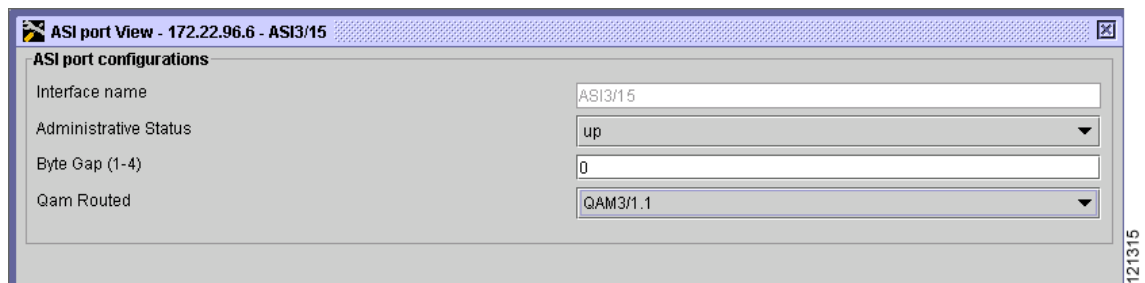 ASI port View - 172.22.96.6 - ASI3/15
ASI port configurations
Interface name
ASI3/15
Administrative Status
up
Byte Gap (1-4)
0
Qam Routed
QAM3/1.1
121315